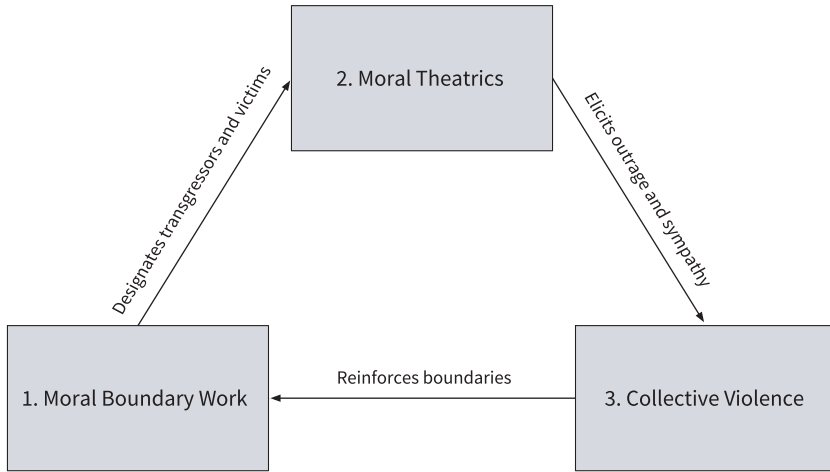 2. Moral Theatrics
Designates transgressors and victims
Elicits outrage and sympathy
1. Moral Boundary Work
Reinforces boundaries
3. Collective Violence